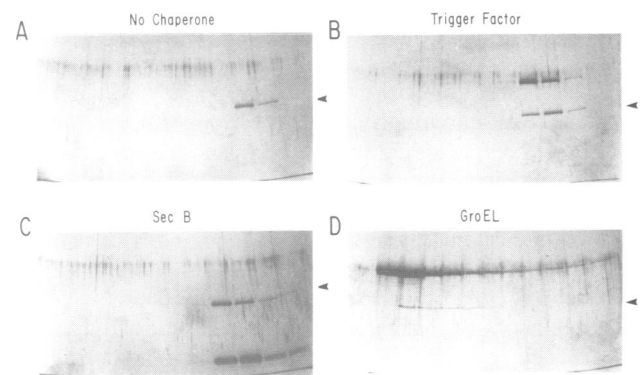 A
No Chaperone
B
Trigger Factor
C
Sec B
D
GroEL